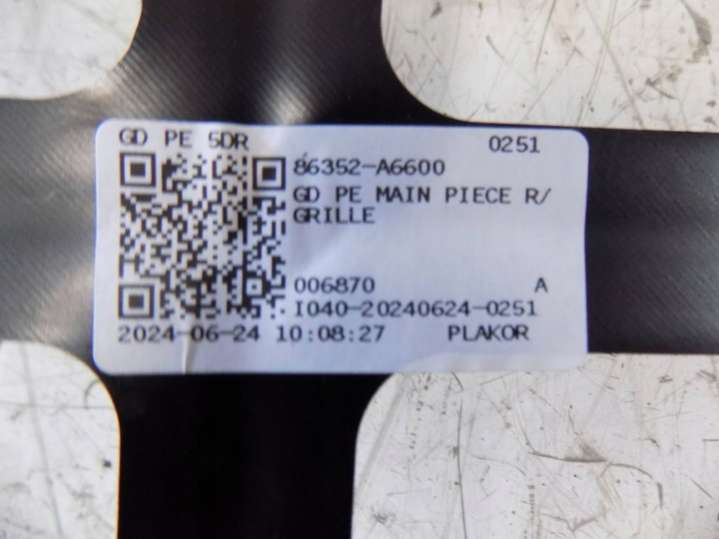 GD PE 5DR 0251
86352-A6600
GD PE MAIN PIECE R/
GRILLE
006870 A
I040-20240624-0251
2024-06-24 10:08:27 PLAKOR